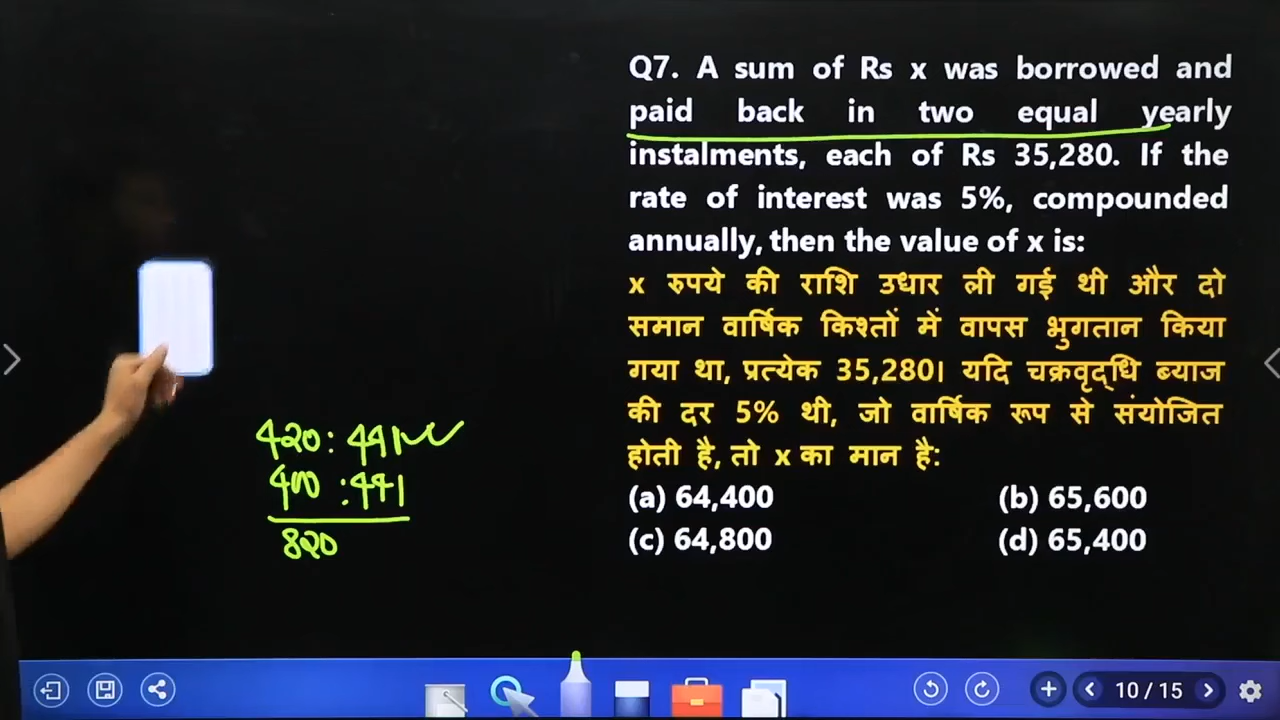 Q7. A sum of Rs x was borrowed and
paid back in two equal yearly
instalments, each of Rs 35,280. If the
rate of interest was 5%, compounded
annually, then the value of x is:
x रुपये की राशि उधार ली गई थी और दो
समान वार्षिक किश्तों में वापस भुगतान किया
गया था, प्रत्येक 35,280। यदि चक्रवृद्धि ब्याज
की दर 5% थी, जो वार्षिक रूप से संयोजित
होती है, तो x का मान है:
(a) 64,400 (b) 65,600
(c) 64,800 (d) 65,400
420 : 441
400 : 441
820
10 / 15